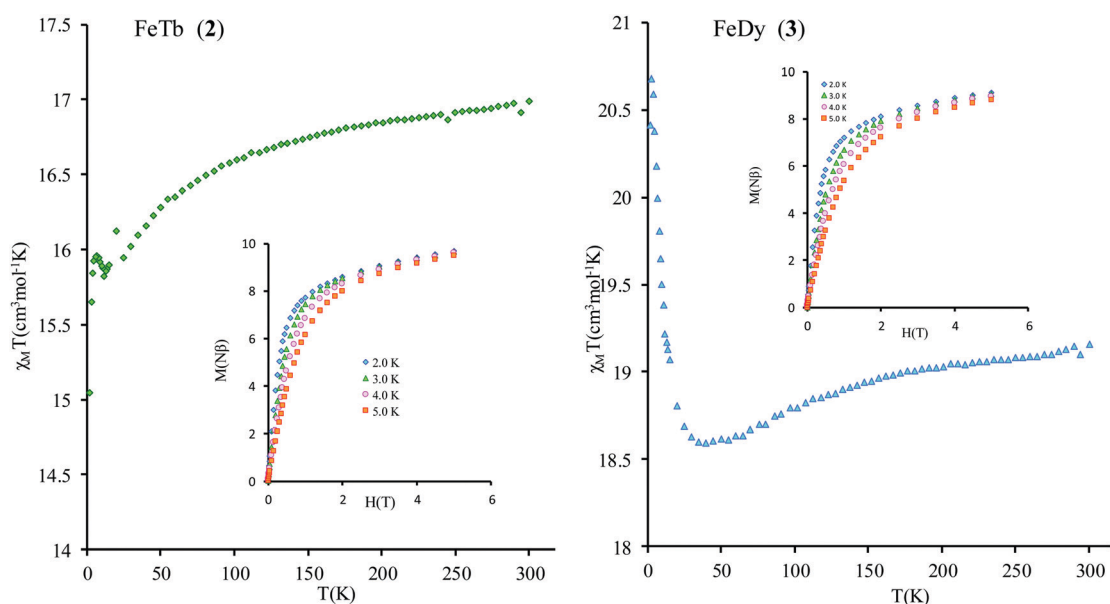 FeTb (2)
17.5
17
16.5
16
15.5
15
14.5
14
χM T(cm3mol-1K)
0
50
100
150
200
250
300
T(K)
10
8
6
4
2
0
M(Nβ)
0
2
4
6
H(T)
2.0 K
3.0 K
4.0 K
5.0 K
FeDy (3)
21
20.5
20
19.5
19
18.5
18
χM T(cm3mol-1K)
0
50
100
150
200
250
300
T(K)
10
8
6
4
2
0
M(Nβ)
0
2
4
6
H(T)
2.0 K
3.0 K
4.0 K
5.0 K